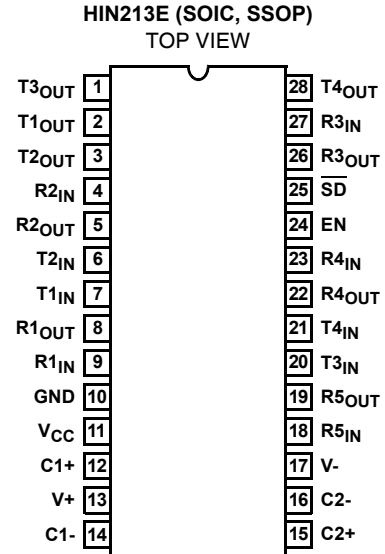 HIN213E (SOIC, SSOP)
TOP VIEW
T3OUT 1 28 T4OUT
T1OUT 2 27 R3IN
T2OUT 3 26 R3OUT
R2IN 4 25 SD
R2OUT 5 24 EN
T2IN 6 23 R4IN
T1IN 7 22 R4OUT
R1OUT 8 21 T4IN
R1IN 9 20 T3IN
GND 10 19 R5OUT
VCC 11 18 R5IN
C1+ 12 17 V-
V+ 13 16 C2-
C1- 14 15 C2+